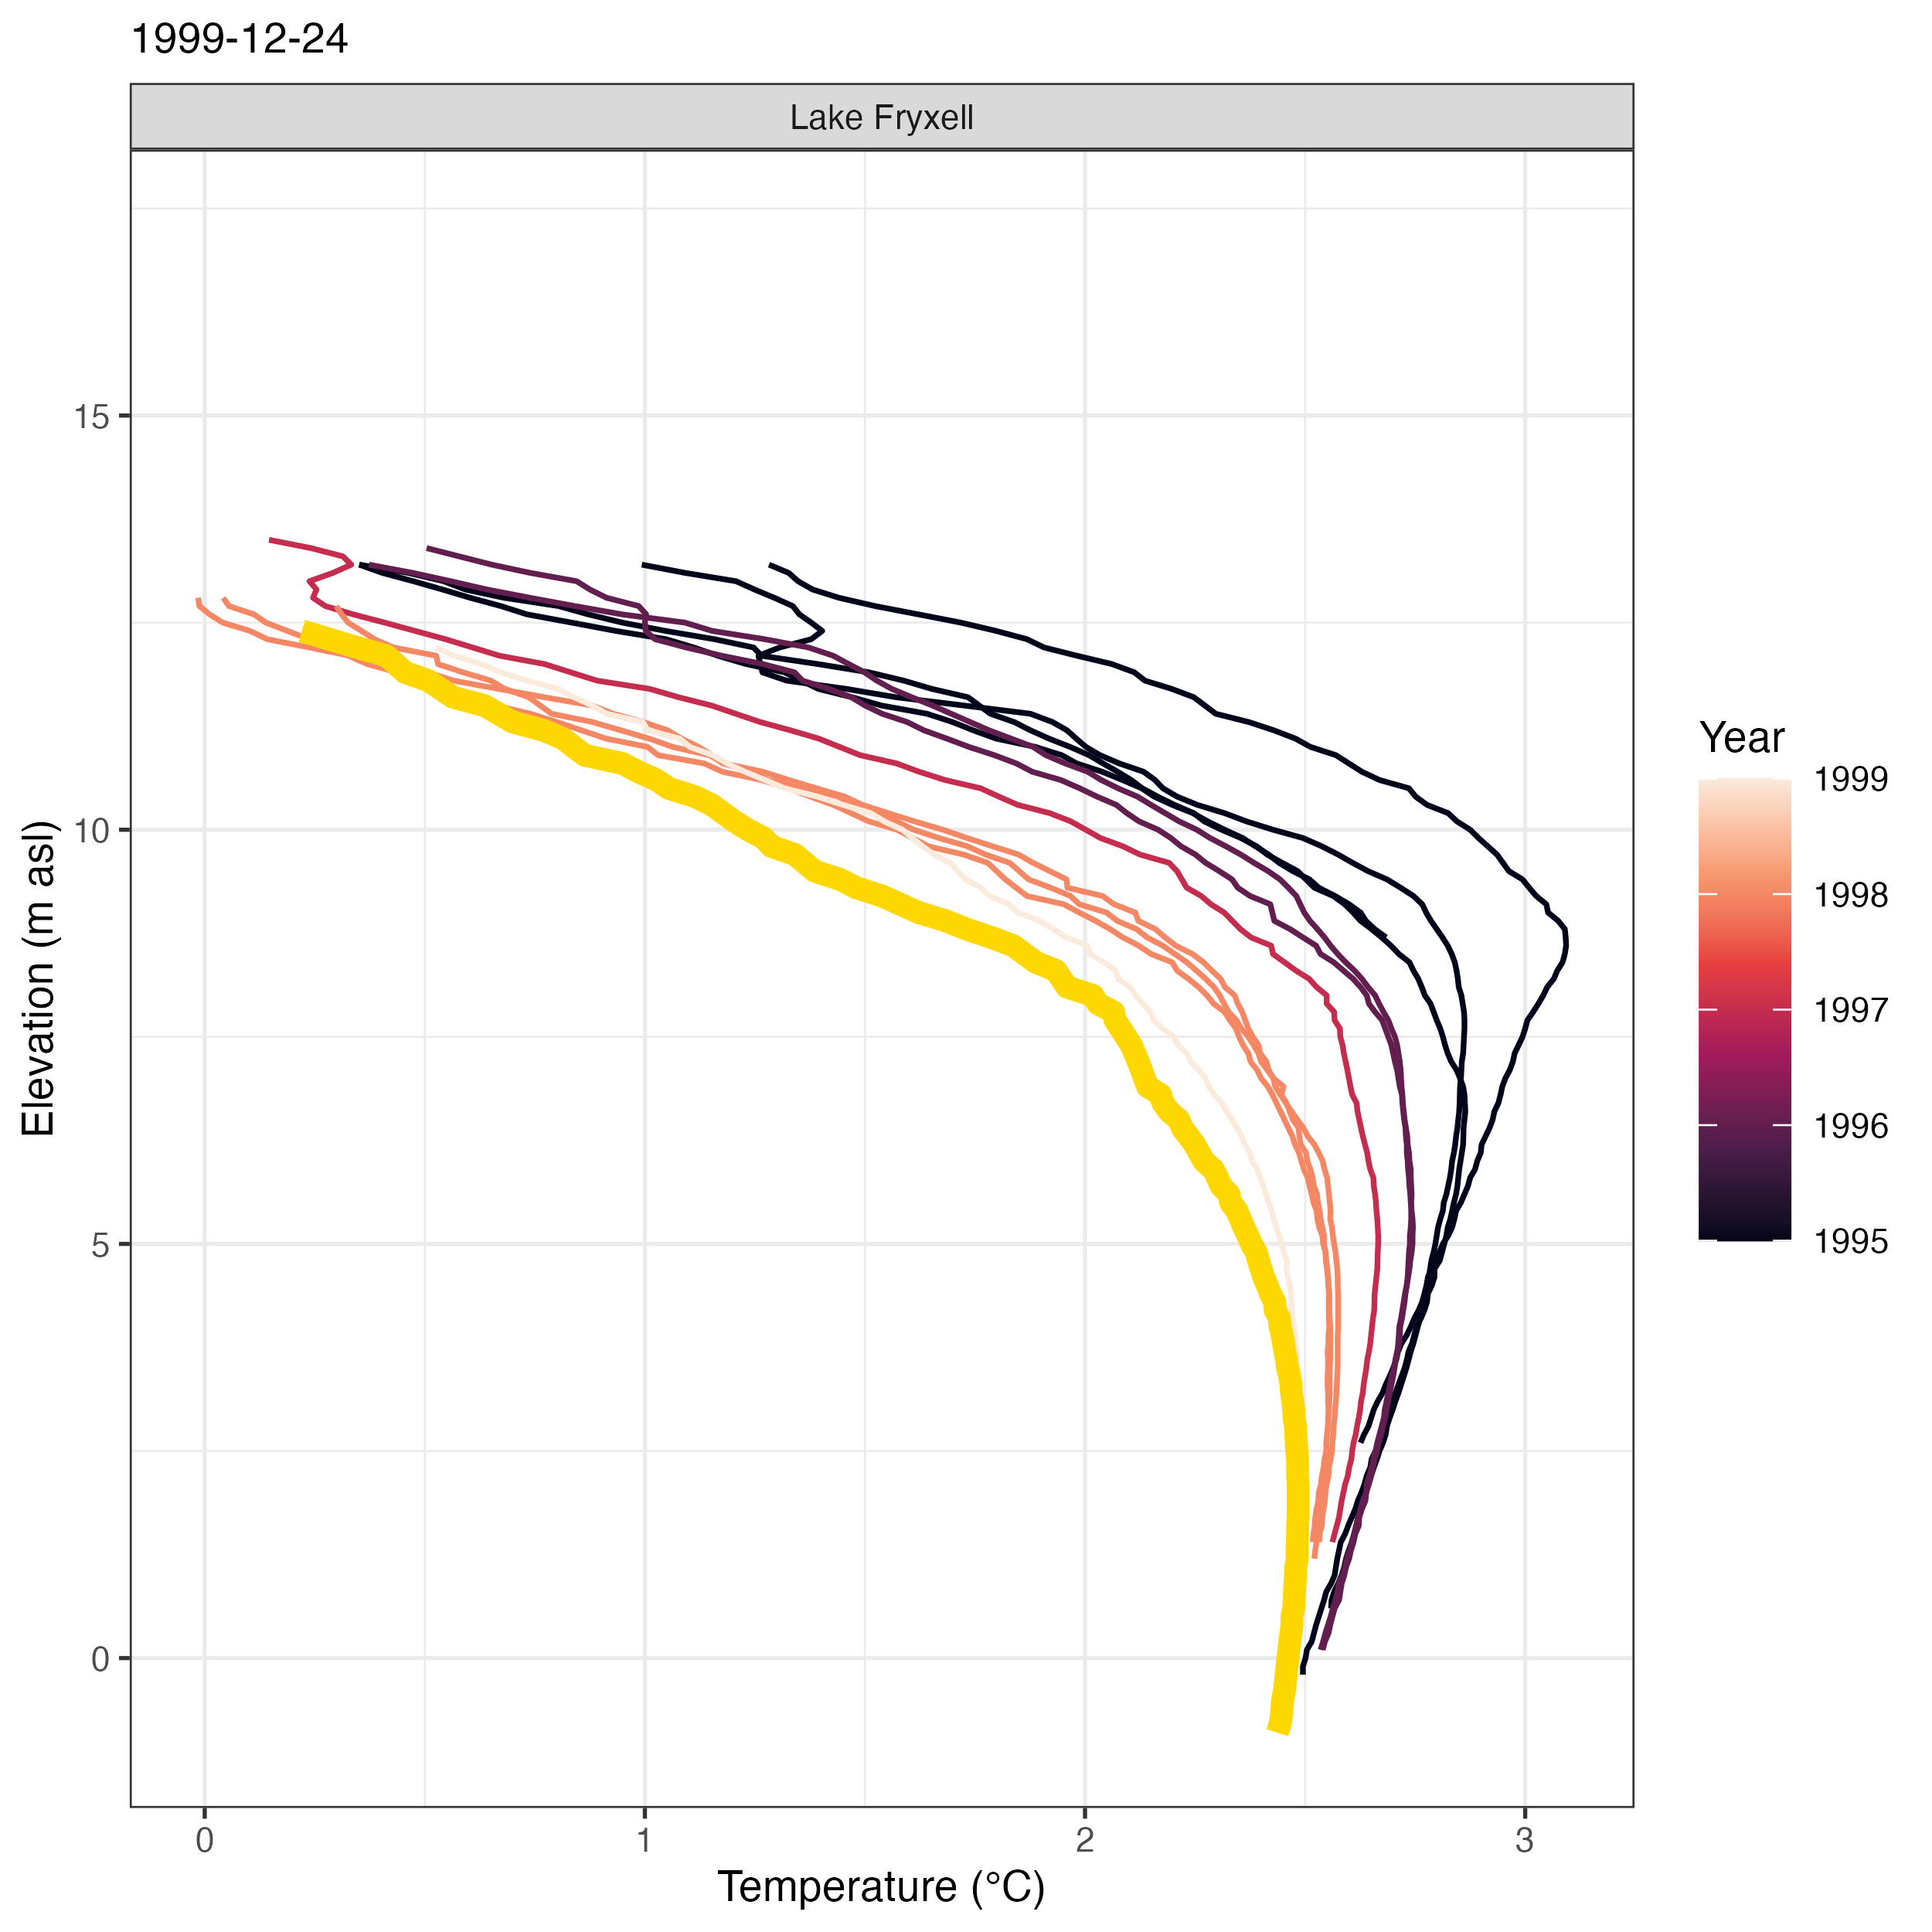 1999-12-24
Lake Fryxell
Elevation (m asl)
15
10
5
0
0 1 2 3
Temperature (°C)
Year
1999
1998
1997
1996
1995